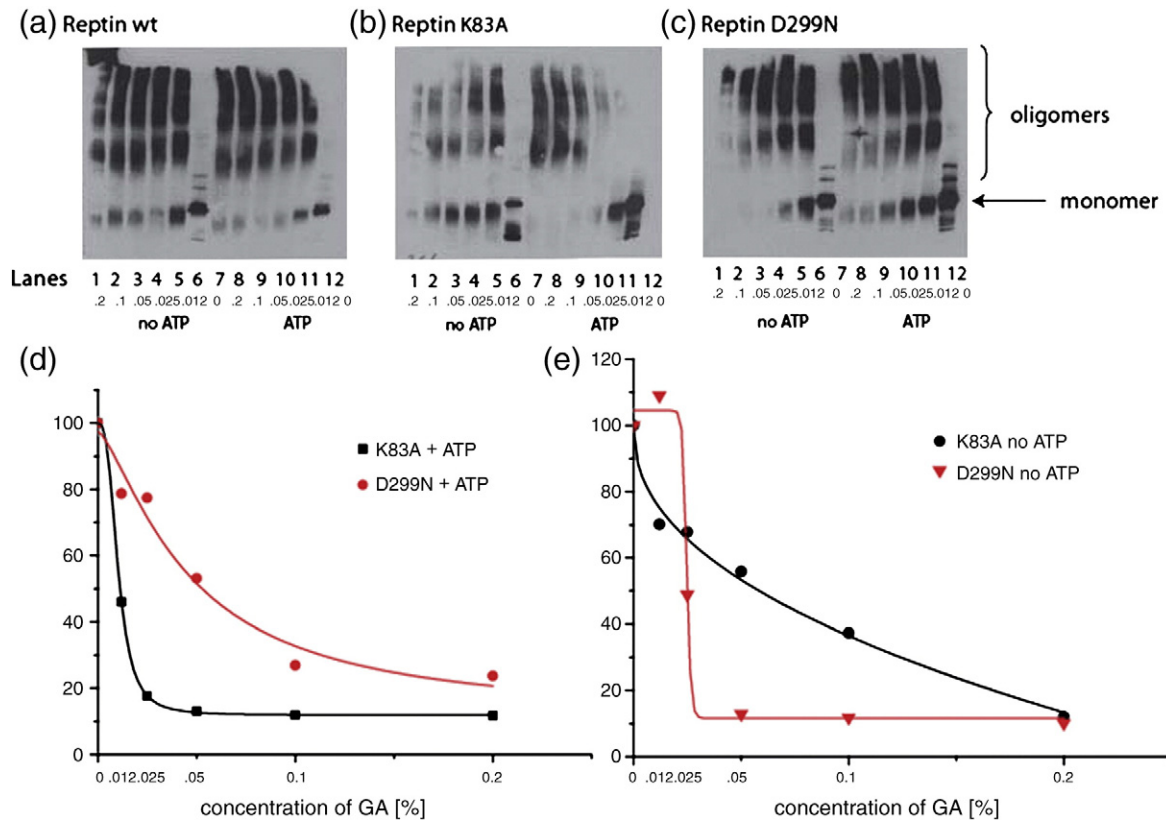 (a) Reptin wt
(b) Reptin K83A
(c) Reptin D299N
oligomers
monomer
Lanes 1 2 3 4 5 6 7 8 9 10 11 12
.2 .1 .05 .025 .012 0 .2 .1 .05 .025 .012 0
no ATP ATP
1 2 3 4 5 6 7 8 9 10 11 12
.2 .1 .05 .025 .012 0 .2 .1 .05 .025 .012 0
no ATP ATP
1 2 3 4 5 6 7 8 9 10 11 12
.2 .1 .05 .025 .012 0 .2 .1 .05 .025 .012 0
no ATP ATP
(d)
100
80
60
40
20
0
K83A + ATP
D299N + ATP
0 .012 .025 .05 0.1 0.2
concentration of GA [%]
(e)
120
100
80
60
40
20
0
K83A no ATP
D299N no ATP
0 .012 .025 .05 0.1 0.2
concentration of GA [%]